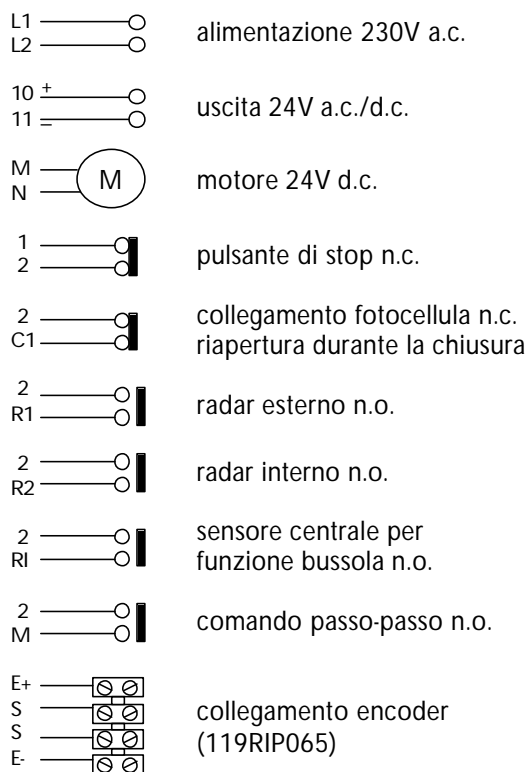 L1
L2
alimentazione 230V a.c.
10 +
11 –
uscita 24V a.c./d.c.
M
N
M
motore 24V d.c.
1
2
pulsante di stop n.c.
2
C1
collegamento fotocellula n.c.
riapertura durante la chiusura
2
R1
radar esterno n.o.
2
R2
radar interno n.o.
2
RI
sensore centrale per
funzione bussola n.o.
2
M
comando passo-passo n.o.
E+
S
S
E-
collegamento encoder
(119RIP065)